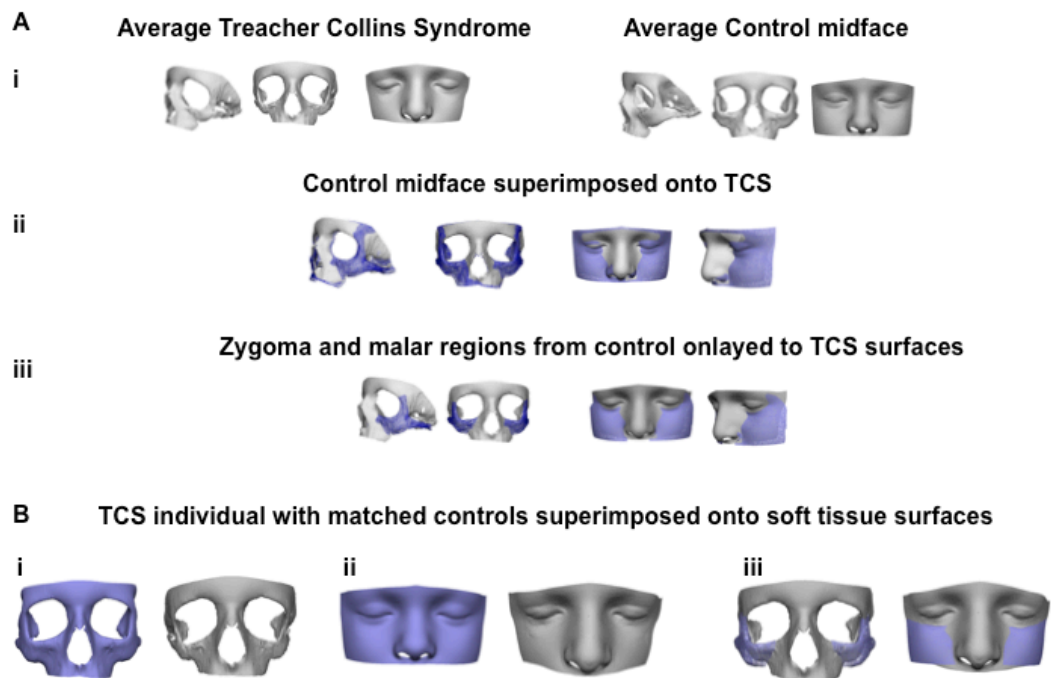 A
Average Treacher Collins Syndrome
Average Control midface
i
Control midface superimposed onto TCS
ii
Zygoma and malar regions from control onlayed to TCS surfaces
iii
B
TCS individual with matched controls superimposed onto soft tissue surfaces
i
ii
iii